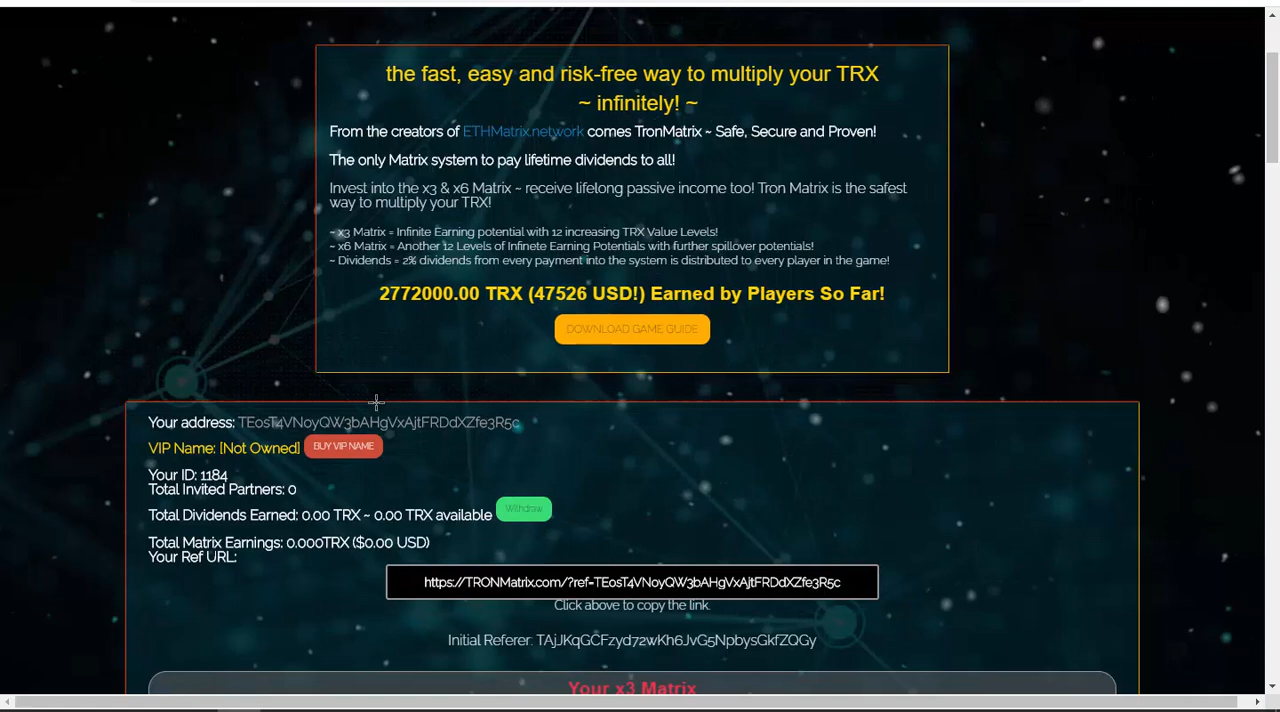 the fast, easy and risk-free way to multiply your TRX
~ infinitely! ~
From the creators of ETHMatrix.network comes TronMatrix ~ Safe, Secure and Proven!
The only Matrix system to pay lifetime dividends to all!
Invest into the x3 & x6 Matrix ~ receive lifelong passive income too! Tron Matrix is the safest
way to multiply your TRX!
~ x3 Matrix = Infinite Earning potential with 12 increasing TRX Value Levels!
~ x6 Matrix = Another 12 Levels of Infinete Earning Potentials with further spillover potentials!
~ Dividends = 2% dividends from every payment into the system is distributed to every player in the game!
2772000.00 TRX (47526 USD!) Earned by Players So Far!
DOWNLOAD GAME GUIDE
Your address: TEosT4VNoyQW3bAHgVxAjtFRDdXZfe3R5c
VIP Name: [Not Owned] BUY VIP NAME
Your ID: 1184
Total Invited Partners: 0
Total Dividends Earned: 0.00 TRX ~ 0.00 TRX available Withdraw
Total Matrix Earnings: 0.000TRX ($0.00 USD)
Your Ref URL:
https://TRONMatrix.com/?ref=TEosT4VNoyQW3bAHgVxAjtFRDdXZfe3R5c
Click above to copy the link.
Initial Referer: TAjJKqGCFzyd72wKh6JvG5NpbysGkfZQGy
Your x3 Matrix